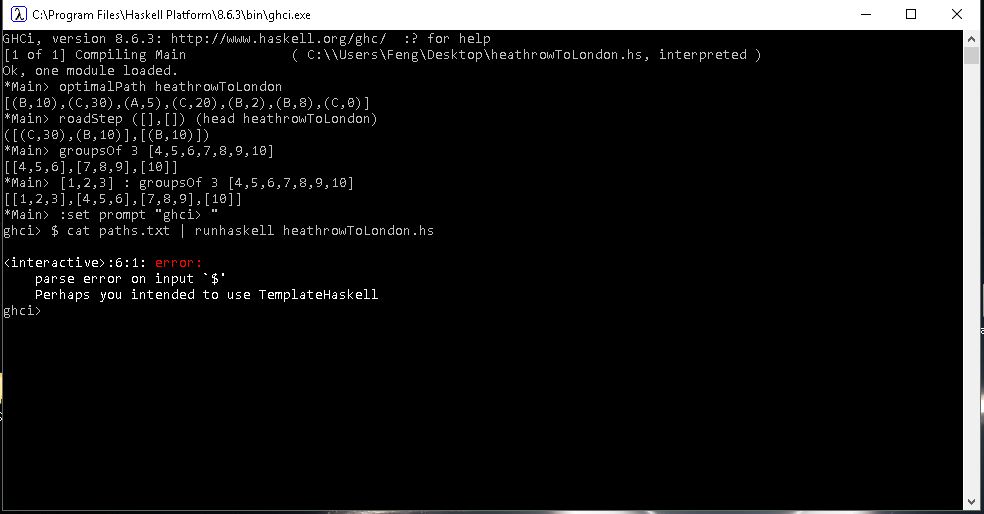 C:\Program Files\Haskell Platform\8.6.3\bin\ghci.exe
GHCi, version 8.6.3: http://www.haskell.org/ghc/  :? for help
[1 of 1] Compiling Main             ( C:\\Users\Feng\Desktop\heathrowToLondon.hs, interpreted )
Ok, one module loaded.
*Main> optimalPath heathrowToLondon
[(B,10),(C,30),(A,5),(C,20),(B,2),(B,8),(C,0)]
*Main> roadStep ([],[]) (head heathrowToLondon)
([(C,30),(B,10)],[(B,10)])
*Main> groupsOf 3 [4,5,6,7,8,9,10]
[[4,5,6],[7,8,9],[10]]
*Main> [1,2,3] : groupsOf 3 [4,5,6,7,8,9,10]
[[1,2,3],[4,5,6],[7,8,9],[10]]
*Main> :set prompt "ghci> "
ghci> $ cat paths.txt | runhaskell heathrowToLondon.hs
<interactive>:6:1: error:
    parse error on input `$'
    Perhaps you intended to use TemplateHaskell
ghci>